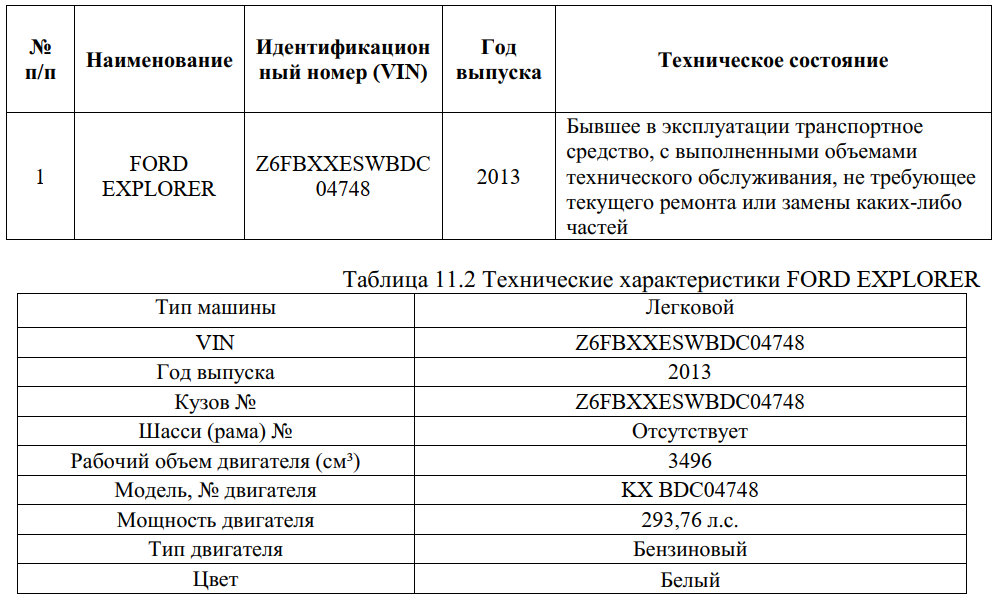 № п/п Наименование Идентификацион ный номер (VIN) Год выпуска Техническое состояние
1 FORD EXPLORER Z6FBXXESWBDC 04748 2013 Бывшее в эксплуатации транспортное
средство, с выполненными объемами
технического обслуживания, не требующее
текущего ремонта или замены каких-либо
частей
Таблица 11.2 Технические характеристики FORD EXPLORER
Тип машины Легковой
VIN Z6FBXXESWBDC04748
Год выпуска 2013
Кузов № Z6FBXXESWBDC04748
Шасси (рама) № Отсутствует
Рабочий объем двигателя (см³) 3496
Модель, № двигателя KX BDC04748
Мощность двигателя 293,76 л.с.
Тип двигателя Бензиновый
Цвет Белый